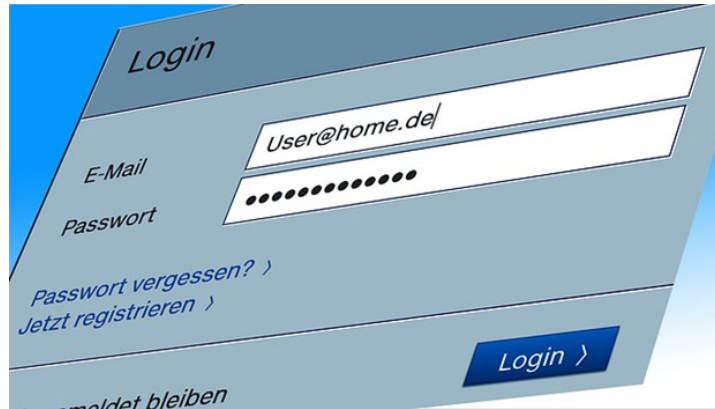 Login
E-Mail
User@home.de
Passwort
•••••••••••••
Passwort vergessen? 〉
Jetzt registrieren 〉
bleiben
Login 〉